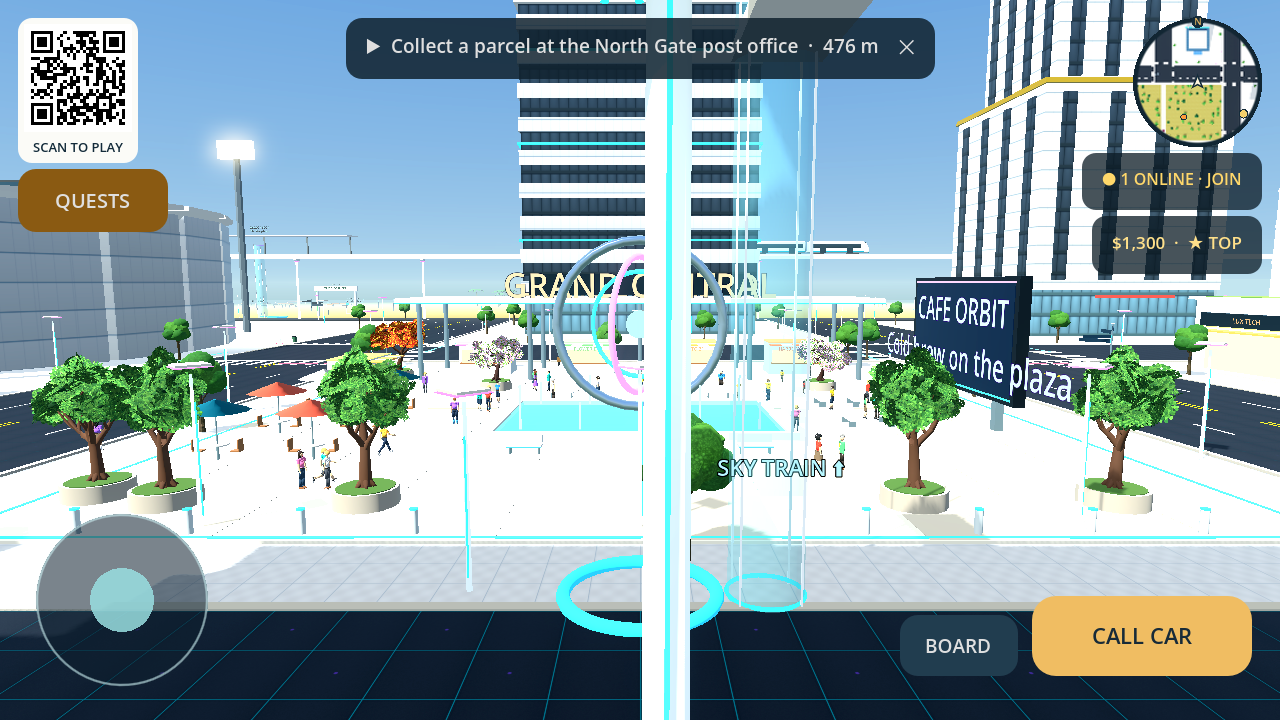 Collect a parcel at the North Gate post office · 476 m
N
SCAN TO PLAY
QUESTS
1 ONLINE · JOIN
$1,300 · ★ TOP
GRAND
CAFE ORBIT
on the plaza
SKY TRAIN ⬆
BOARD
CALL CAR